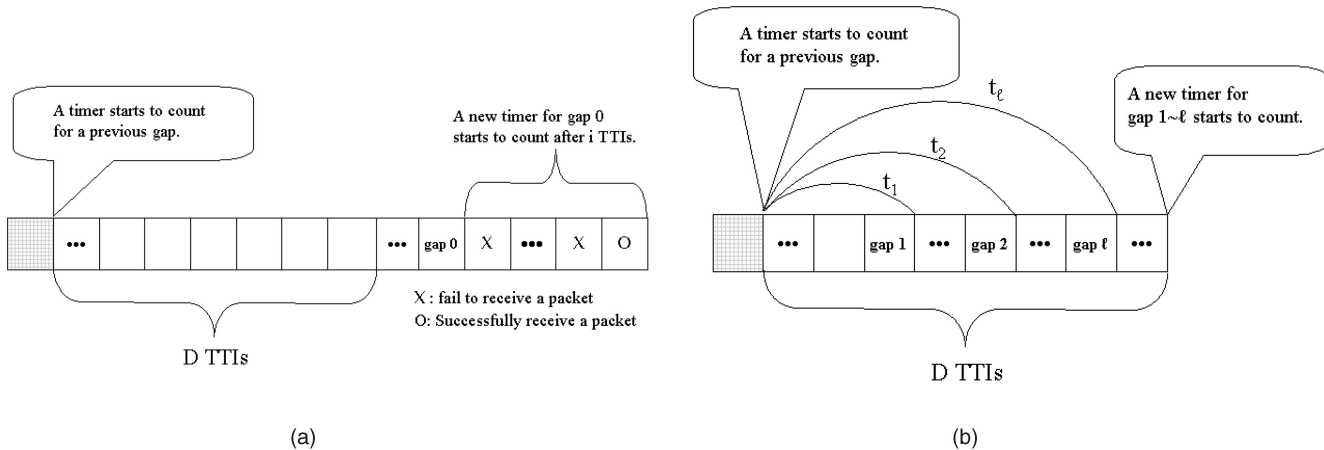 A timer starts to count
for a previous gap.
A new timer for gap 0
starts to count after i TTIs.
••• ••• gap 0 X ••• X O
X : fail to receive a packet
O: Successfully receive a packet
D TTIs
(a)
A timer starts to count
for a previous gap.
A new timer for
gap 1~ℓ starts to count.
tℓ
t2
t1
••• gap 1 ••• gap 2 ••• gap ℓ •••
D TTIs
(b)